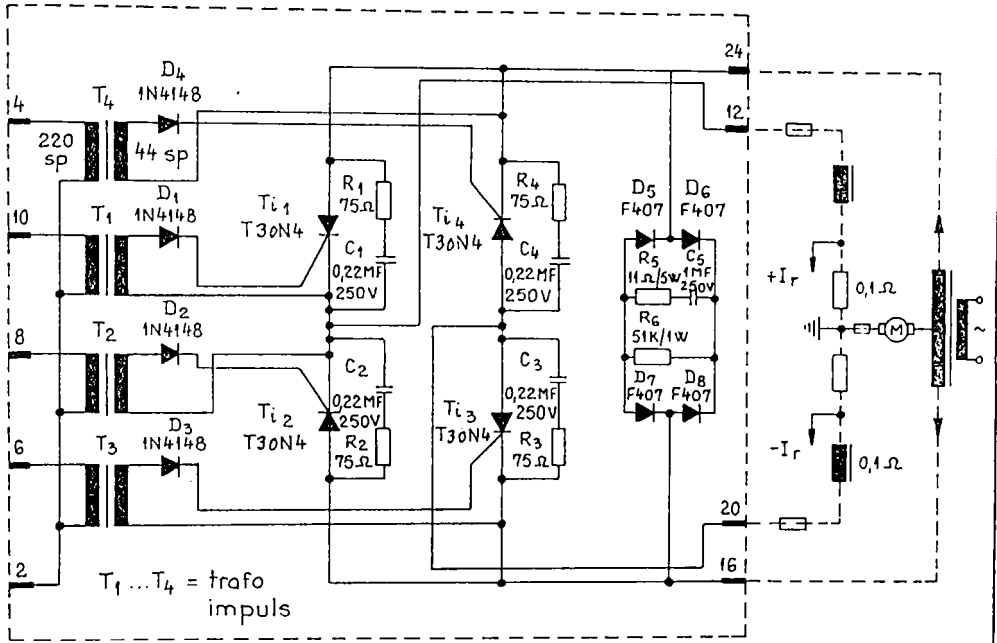 24
D4
1N4148
4
T4
12
220
sp
44 sp
R1
75Ω
R4
75Ω
D5
F407
D6
F407
10
T1
D1
1N4148
Ti1
T30N4
Ti4
T30N4
C1
0,22MF
250V
C4
0,22MF
250V
R5
11Ω/5W
C5
1MF
250V
+Ir
0,1Ω
D2
1N4148
R6
51K/1W
M
~
8
T2
C2
0,22MF
250V
C3
0,22MF
250V
D7
F407
D8
F407
Ti2
T30N4
Ti3
T30N4
D3
1N4148
R2
75Ω
R3
75Ω
-Ir
0,1Ω
6
T3
20
2
16
T1 ... T4 = trafo
impuls